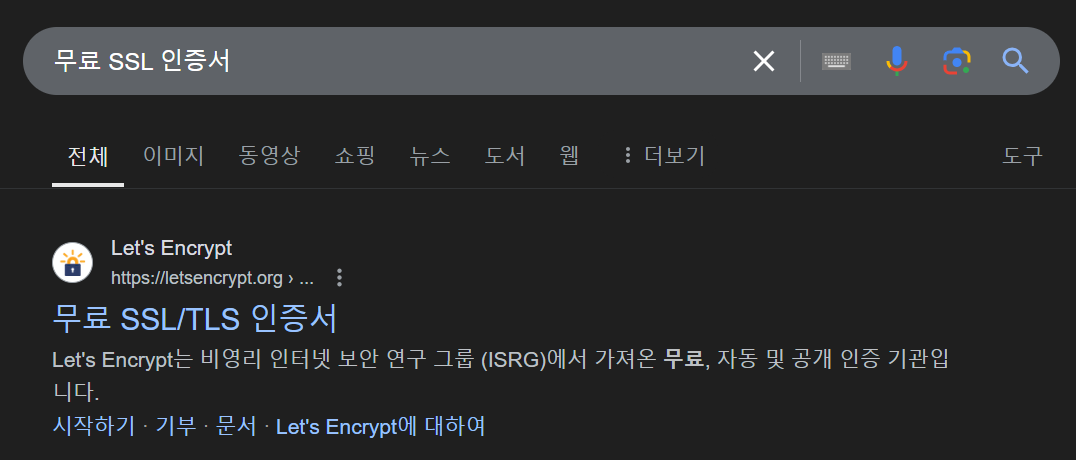 무료 SSL 인증서
전체 이미지 동영상 쇼핑 뉴스 도서 웹 더보기 도구
Let's Encrypt
https://letsencrypt.org › ...
무료 SSL/TLS 인증서
Let's Encrypt는 비영리 인터넷 보안 연구 그룹 (ISRG)에서 가져온 무료, 자동 및 공개 인증 기관입
니다.
시작하기 · 기부 · 문서 · Let's Encrypt에 대하여